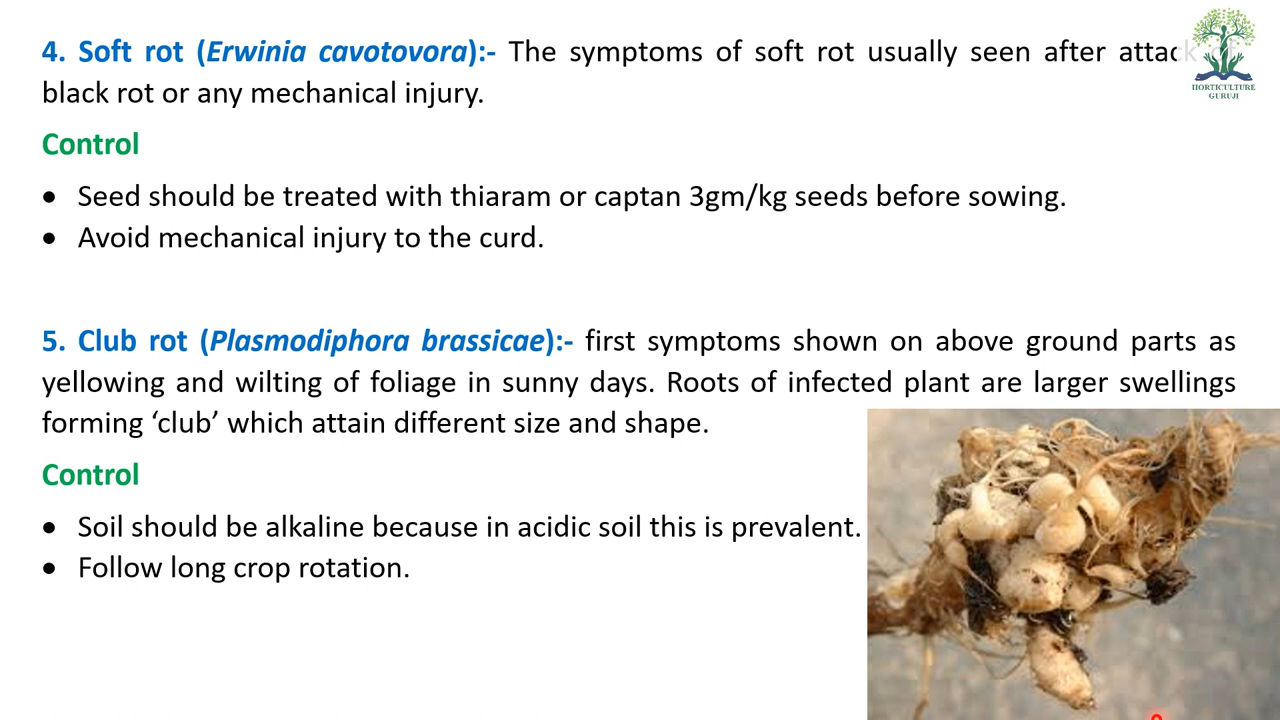 4. Soft rot (Erwinia cavotovora):- The symptoms of soft rot usually seen after attack of
black rot or any mechanical injury.
Control
• Seed should be treated with thiaram or captan 3gm/kg seeds before sowing.
• Avoid mechanical injury to the curd.
5. Club rot (Plasmodiphora brassicae):- first symptoms shown on above ground parts as
yellowing and wilting of foliage in sunny days. Roots of infected plant are larger swellings
forming ‘club’ which attain different size and shape.
Control
• Soil should be alkaline because in acidic soil this is prevalent.
• Follow long crop rotation.
HORTICULTURE
GURUJI